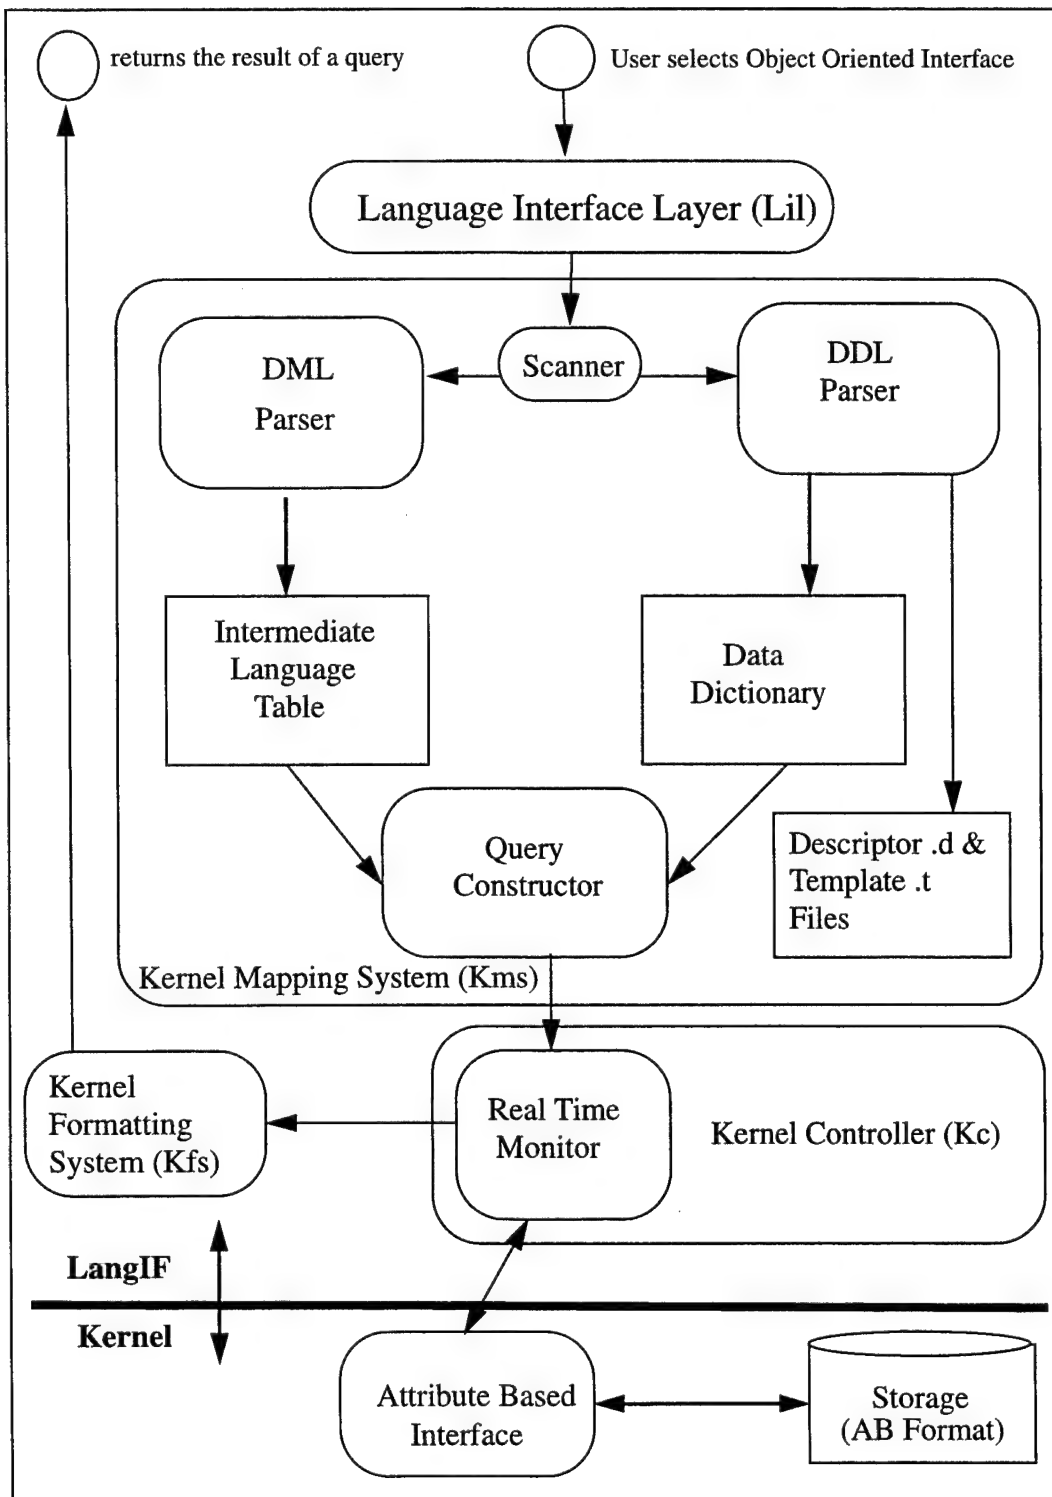 returns the result of a query
User selects Object Oriented Interface
Language Interface Layer (Lil)
Scanner
DML
Parser
DDL
Parser
Intermediate
Language
Table
Data
Dictionary
Query
Constructor
Descriptor .d &
Template .t
Files
Kernel Mapping System (Kms)
Kernel
Formatting
System (Kfs)
Real Time
Monitor
Kernel Controller (Kc)
LangIF
Kernel
Attribute Based
Interface
Storage
(AB Format)